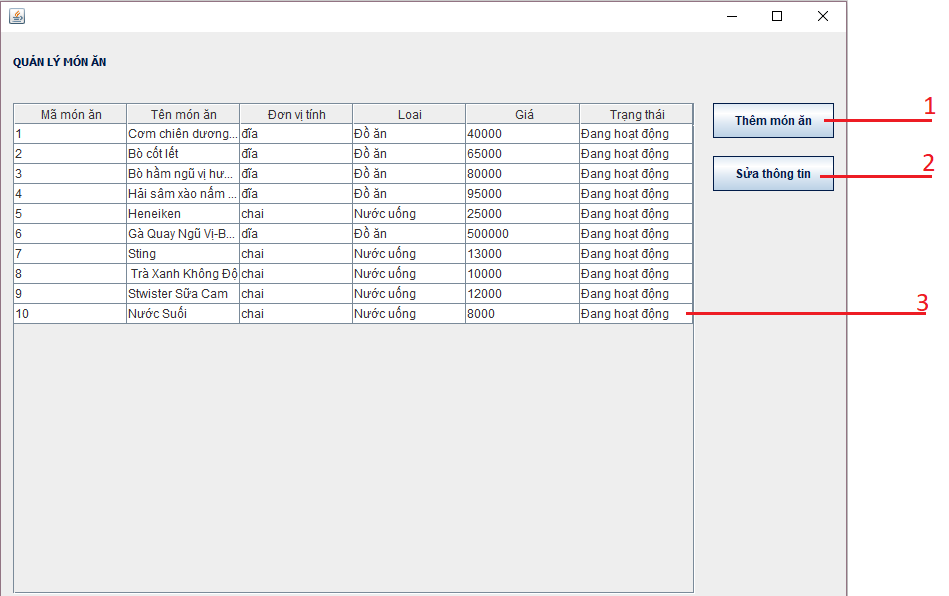 QUẢN LÝ MÓN ĂN
Mã món ăn Tên món ăn Đơn vị tính Loai Giá Trạng thái
1 Cơm chiên dương... đĩa Đồ ăn 40000 Đang hoạt động
2 Bò cốt lết đĩa Đồ ăn 65000 Đang hoạt động
3 Bò hầm ngũ vị hư... đĩa Đồ ăn 80000 Đang hoạt động
4 Hải sâm xào nấm ... đĩa Đồ ăn 95000 Đang hoạt động
5 Heneiken chai Nước uống 25000 Đang hoạt động
6 Gà Quay Ngũ Vị-B... dĩa Đồ ăn 500000 Đang hoạt động
7 Sting chai Nước uống 13000 Đang hoạt động
8 Trà Xanh Không Độ chai Nước uống 10000 Đang hoạt động
9 Stwister Sữa Cam chai Nước uống 12000 Đang hoạt động
10 Nước Suối chai Nước uống 8000 Đang hoạt động
Thêm món ăn
1
Sửa thông tin
2
3